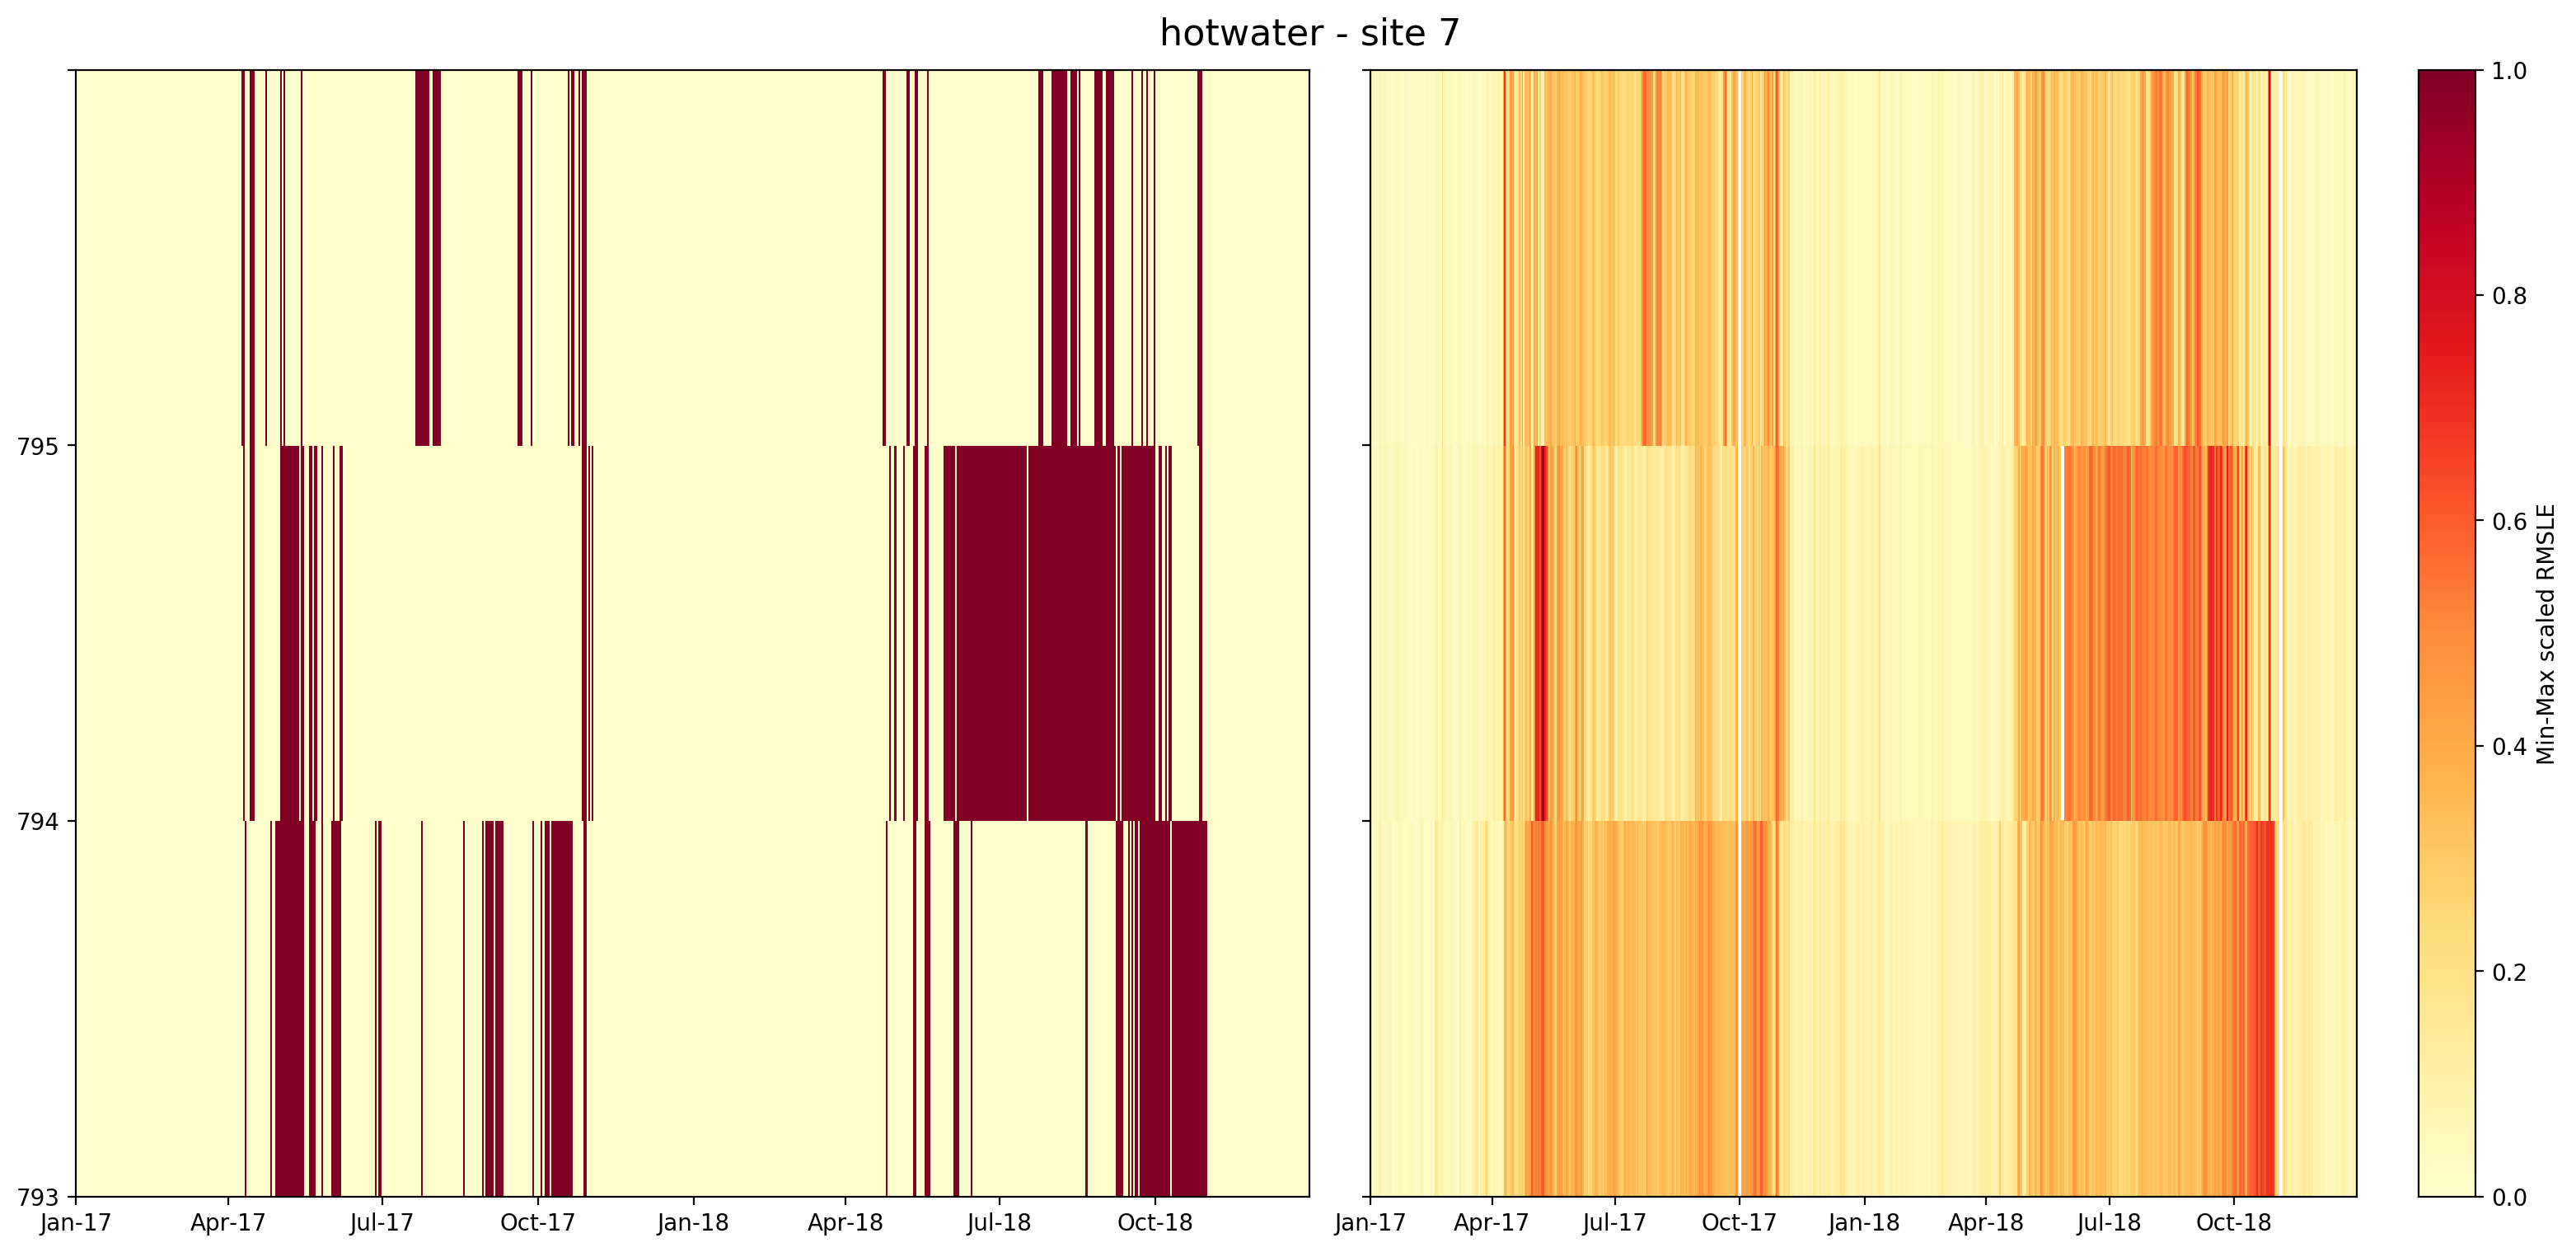 hotwater - site 7
795
794
793
Jan-17 Apr-17 Jul-17 Oct-17 Jan-18 Apr-18 Jul-18 Oct-18
Jan-17 Apr-17 Jul-17 Oct-17 Jan-18 Apr-18 Jul-18 Oct-18
1.0
0.8
0.6
0.4
0.2
0.0
Min-Max scaled RMSLE